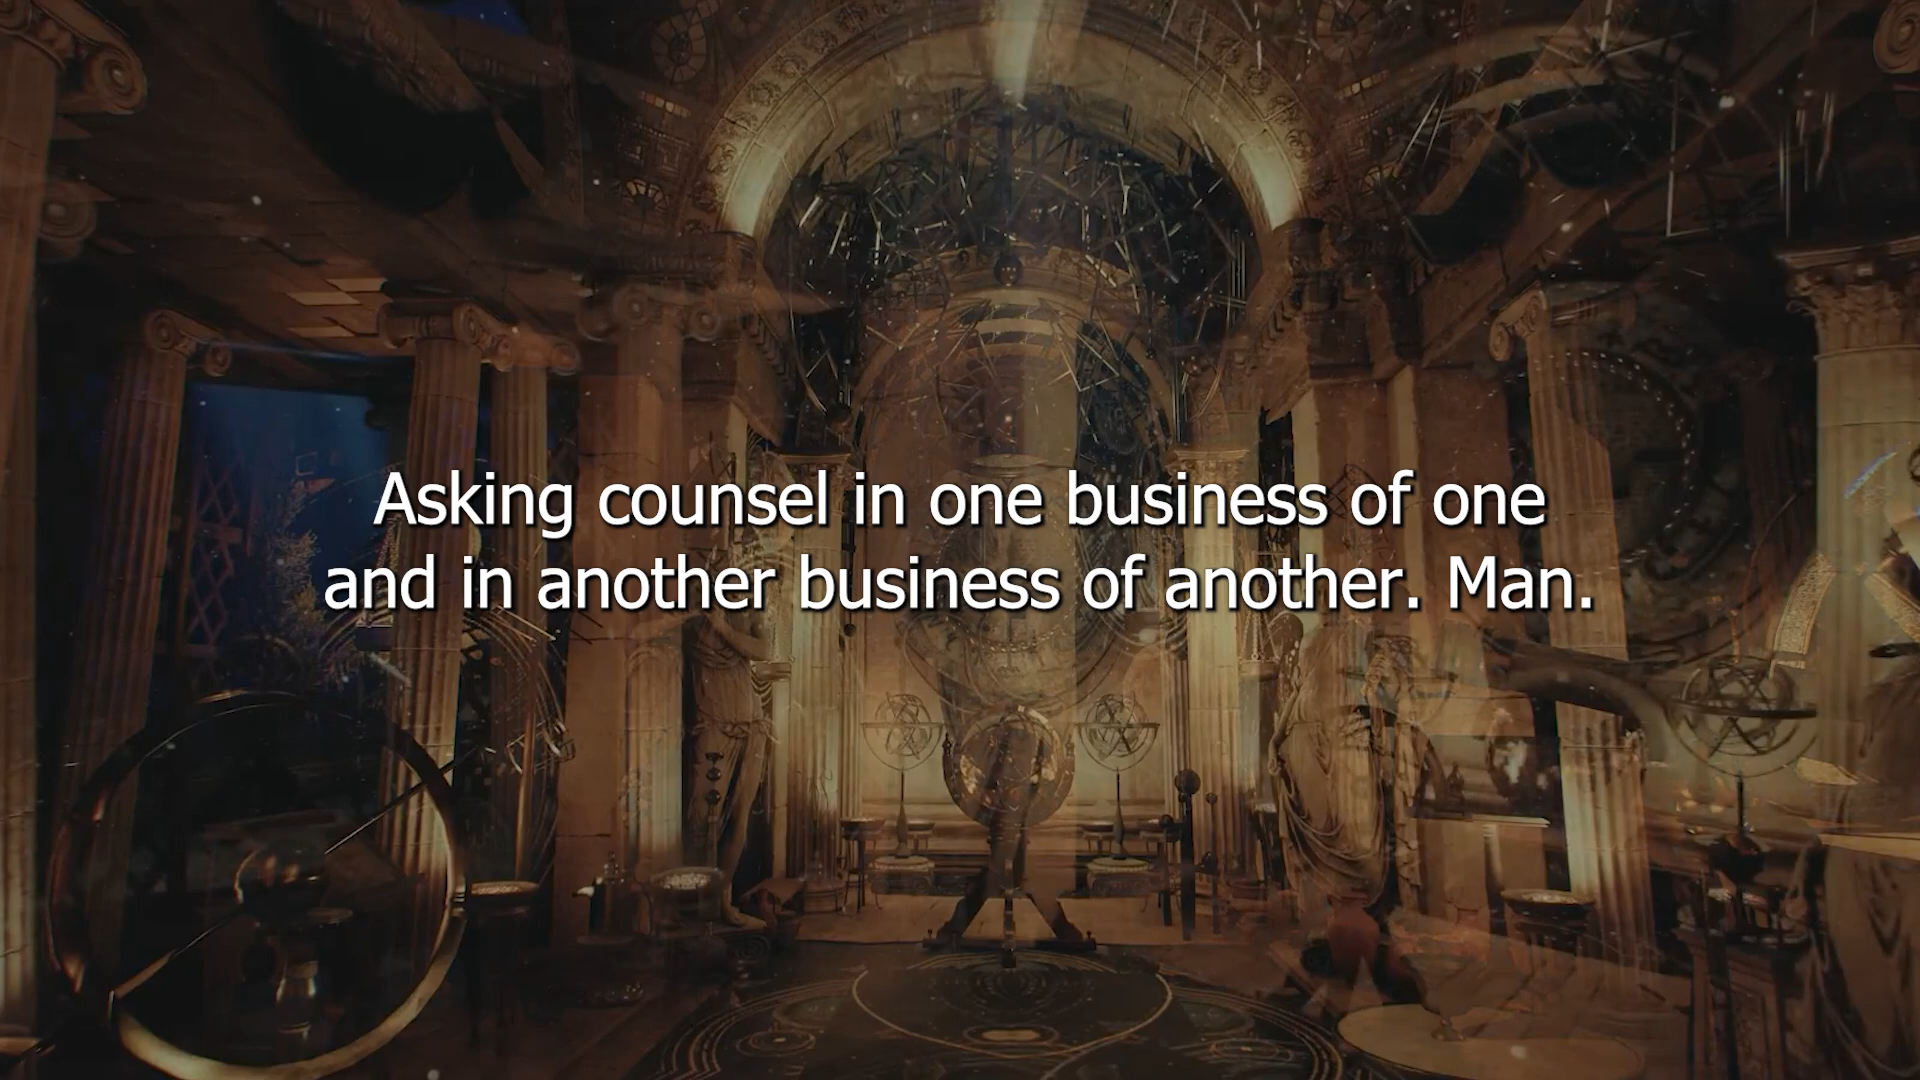 Asking counsel in one business of one
and in another business of another. Man.